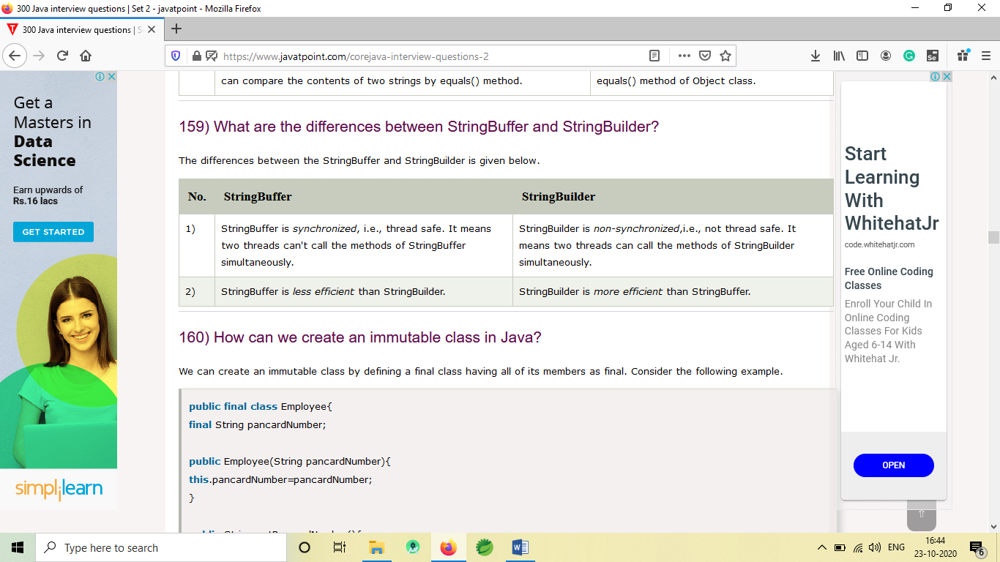 300 Java interview questions | Set 2 - javatpoint - Mozilla Firefox
300 Java interview questions | S
https://www.javatpoint.com/corejava-interview-questions-2
Get a
Masters in
Data
Science
Earn upwards of
Rs.16 lacs
GET STARTED
simplilearn
can compare the contents of two strings by equals() method.
equals() method of Object class.
159) What are the differences between StringBuffer and StringBuilder?
The differences between the StringBuffer and StringBuilder is given below.
No. StringBuffer StringBuilder
1) StringBuffer is synchronized, i.e., thread safe. It means
two threads can't call the methods of StringBuffer
simultaneously.
StringBuilder is non-synchronized,i.e., not thread safe. It
means two threads can call the methods of StringBuilder
simultaneously.
2) StringBuffer is less efficient than StringBuilder.
StringBuilder is more efficient than StringBuffer.
160) How can we create an immutable class in Java?
We can create an immutable class by defining a final class having all of its members as final. Consider the following example.
public final class Employee{
final String pancardNumber;
public Employee(String pancardNumber){
this.pancardNumber=pancardNumber;
}
Start
Learning
With
WhitehatJr
code.whitehatjr.com
Free Online Coding
Classes
Enroll Your Child In
Online Coding
Classes For Kids
Aged 6-14 With
Whitehat Jr.
OPEN
Type here to search
ENG
16:44
23-10-2020
6